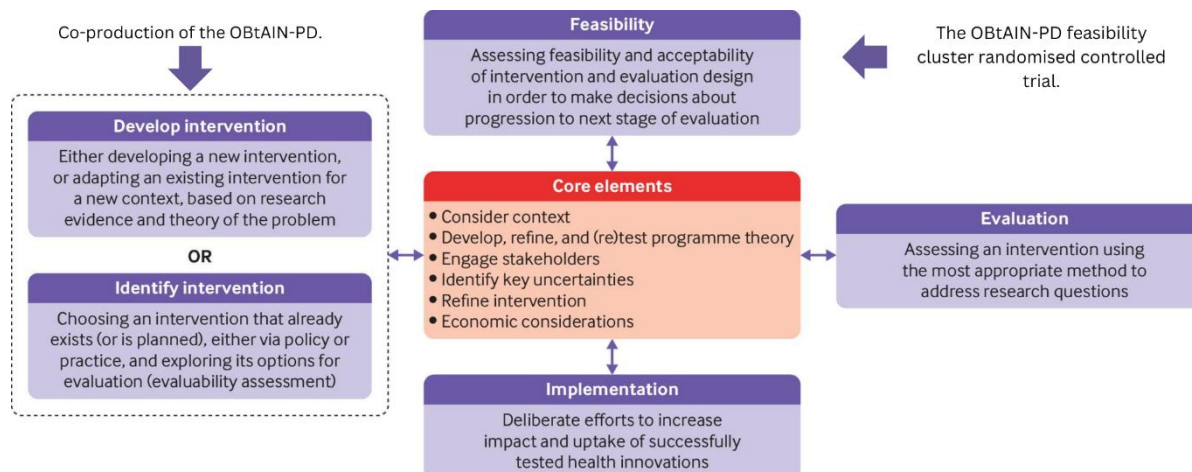 Co-production of the OBtAIN-PD.
Develop intervention
Either developing a new intervention,
or adapting an existing intervention for
a new context, based on research
evidence and theory of the problem
OR
Identify intervention
Choosing an intervention that already
exists (or is planned), either via policy or
practice, and exploring its options for
evaluation (evaluability assessment)
Feasibility
Assessing feasibility and acceptability
of intervention and evaluation design
in order to make decisions about
progression to next stage of evaluation
The OBtAIN-PD feasibility
cluster randomised controlled
trial.
Core elements
• Consider context
• Develop, refine, and (re)test programme theory
• Engage stakeholders
• Identify key uncertainties
• Refine intervention
• Economic considerations
Evaluation
Assessing an intervention using
the most appropriate method to
address research questions
Implementation
Deliberate efforts to increase
impact and uptake of successfully
tested health innovations